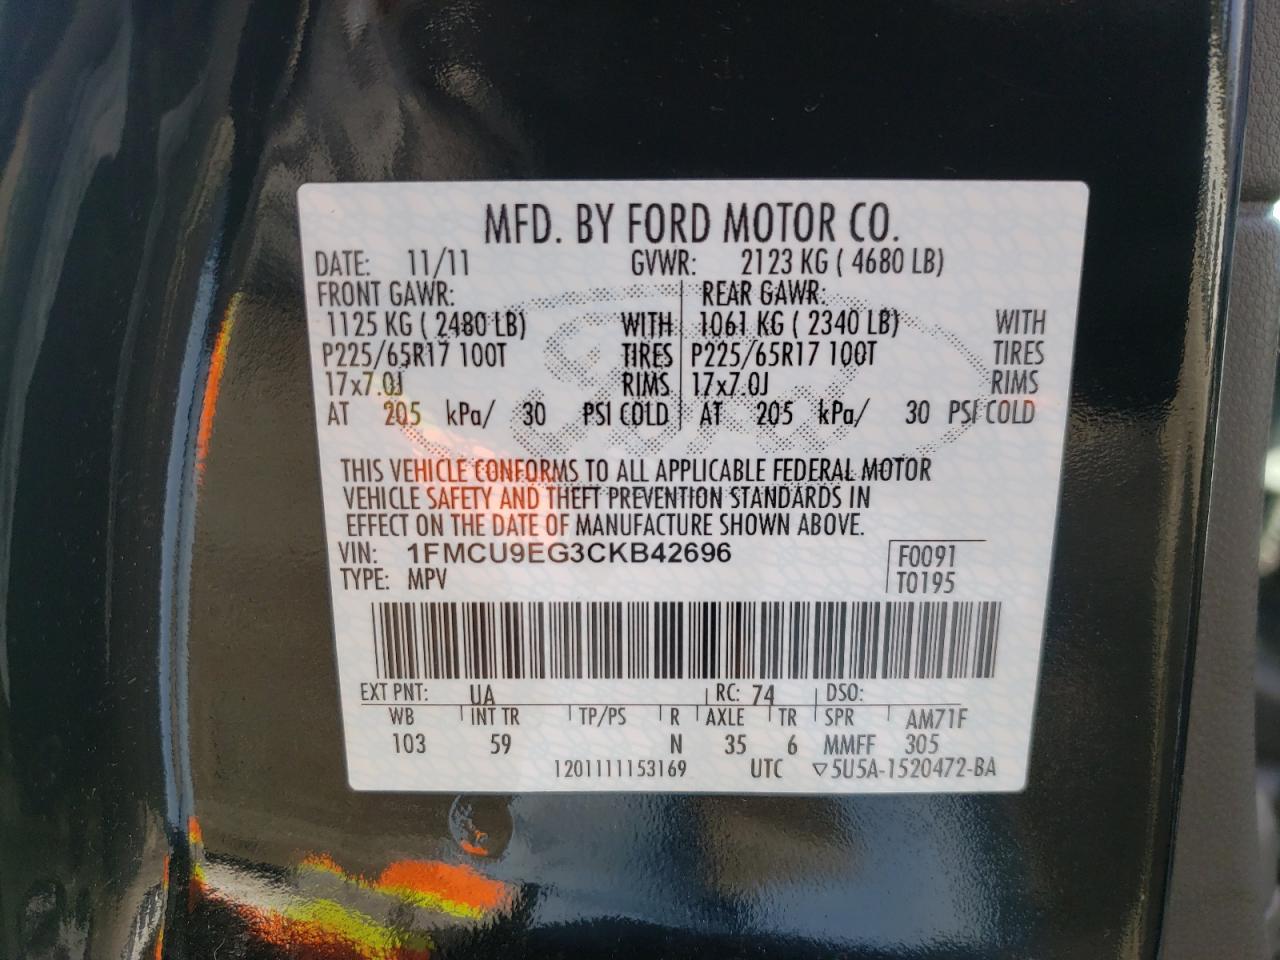 MFD. BY FORD MOTOR CO.
DATE: 11/11 GVWR: 2123 KG ( 4680 LB)
FRONT GAWR: REAR GAWR:
1125 KG ( 2480 LB) WITH 1061 KG ( 2340 LB) WITH
P225/65R17 100T TIRES P225/65R17 100T TIRES
17x7.0J RIMS 17x7.0J RIMS
AT 205 kPa/ 30 PSI COLD AT 205 kPa/ 30 PSI COLD
THIS VEHICLE CONFORMS TO ALL APPLICABLE FEDERAL MOTOR
VEHICLE SAFETY AND THEFT PREVENTION STANDARDS IN
EFFECT ON THE DATE OF MANUFACTURE SHOWN ABOVE.
VIN: 1FMCU9EG3CKB42696 F0091
TYPE: MPV T0195
EXT PNT: UA RC: 74 DSO:
WB INT TR TP/PS R AXLE TR SPR AM71F
103 59 N 35 6 MMFF 305
1201111153169 UTC ▽5U5A-1520472-BA
Ford